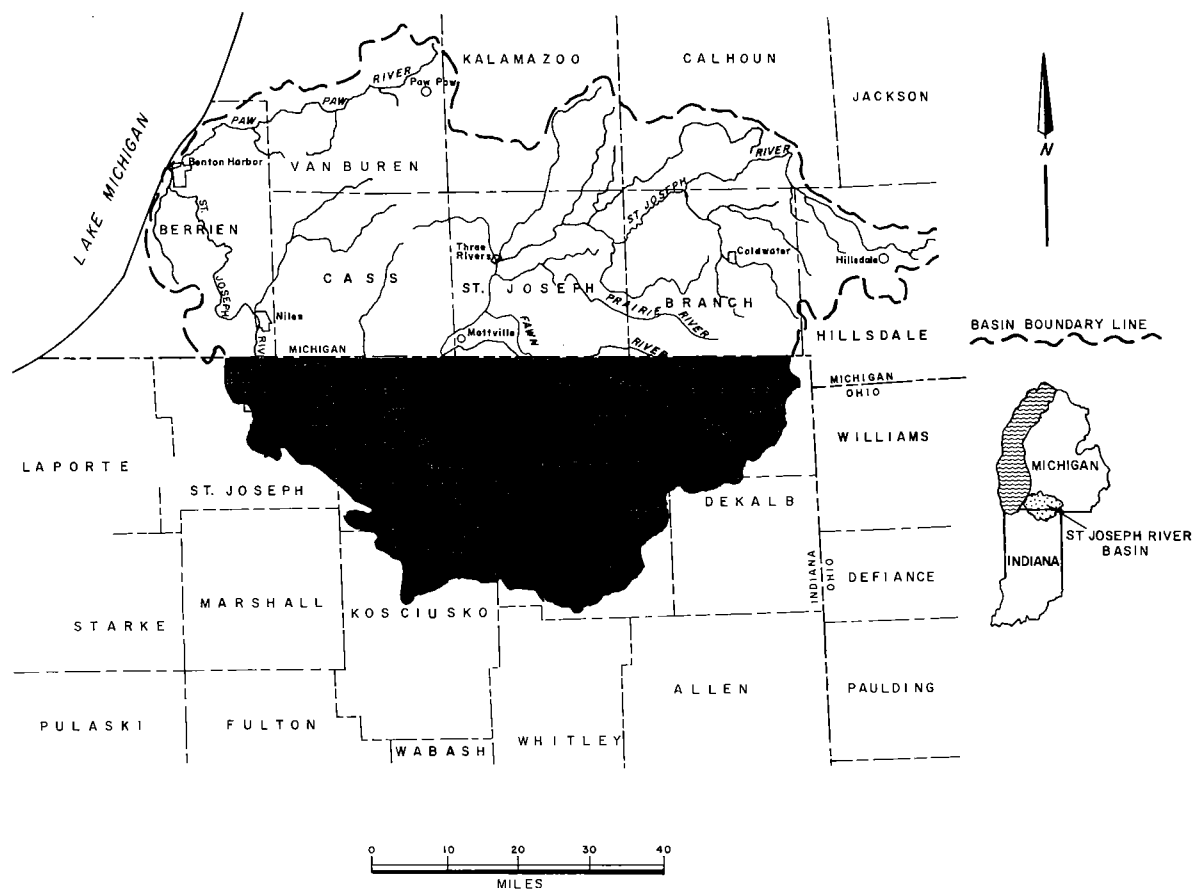 KALAMAZOO
CALHOUN
JACKSON
LAKE MICHIGAN
PAW PAW RIVER
Paw Paw
Benton Harbor
VAN BUREN
BERRIEN
ST. JOSEPH RIVER
ST JOSEPH RIVER
Three
Rivers
Coldwater
Hillsdale
CASS
ST. JOSEPH
BRANCH
PRAIRIE RIVER
HILLSDALE
Niles
Mottville
FAWN RIVER
MICHIGAN
BASIN BOUNDARY LINE
N
MICHIGAN
OHIO
WILLIAMS
LAPORTE
ST. JOSEPH
DEKALB
INDIANA
OHIO
DEFIANCE
MARSHALL
KOSCIUSKO
STARKE
ALLEN
PAULDING
PULASKI
FULTON
WABASH
WHITLEY
MICHIGAN
ST JOSEPH RIVER
BASIN
INDIANA
0 10 20 30 40
MILES